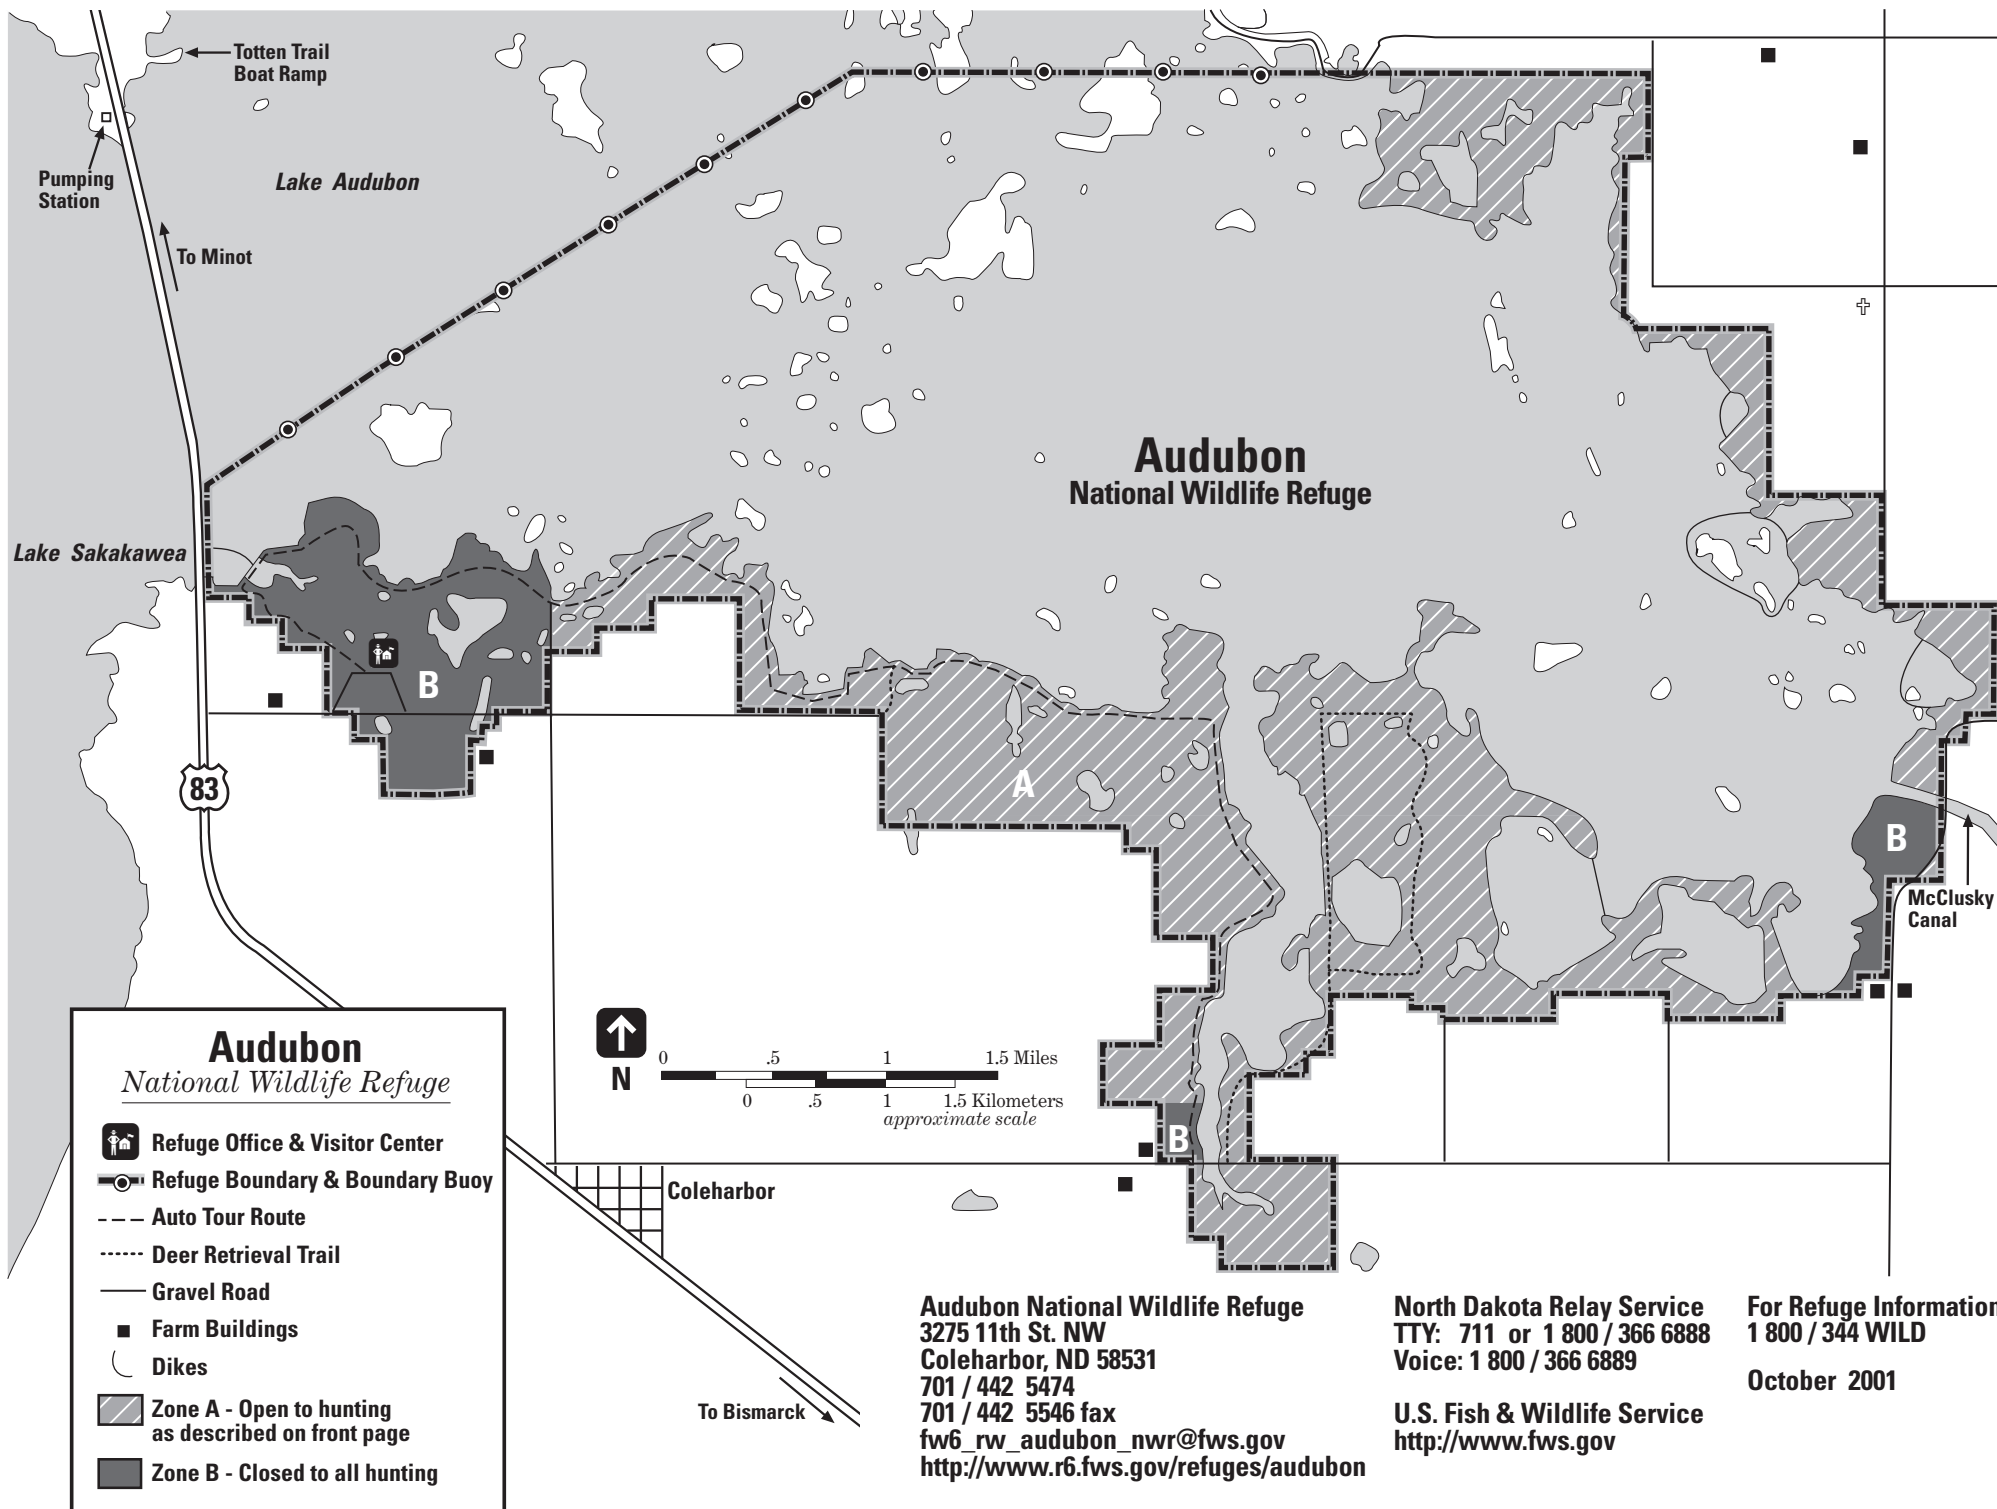 Totten Trail
Boat Ramp
Pumping
Station
Lake Audubon
To Minot
Audubon
National Wildlife Refuge
Lake Sakakawea
B
83
A
B
McClusky
Canal
N
0 .5 1 1.5 Miles
0 .5 1 1.5 Kilometers
approximate scale
B
Coleharbor
To Bismarck
Audubon
National Wildlife Refuge
Refuge Office & Visitor Center
Refuge Boundary & Boundary Buoy
Auto Tour Route
Deer Retrieval Trail
Gravel Road
Farm Buildings
Dikes
Zone A - Open to hunting
as described on front page
Zone B - Closed to all hunting
Audubon National Wildlife Refuge
3275 11th St. NW
Coleharbor, ND 58531
701 / 442 5474
701 / 442 5546 fax
fw6_rw_audubon_nwr@fws.gov
http://www.r6.fws.gov/refuges/audubon
North Dakota Relay Service
TTY: 711 or 1 800 / 366 6888
Voice: 1 800 / 366 6889
U.S. Fish & Wildlife Service
http://www.fws.gov
For Refuge Information
1 800 / 344 WILD
October 2001